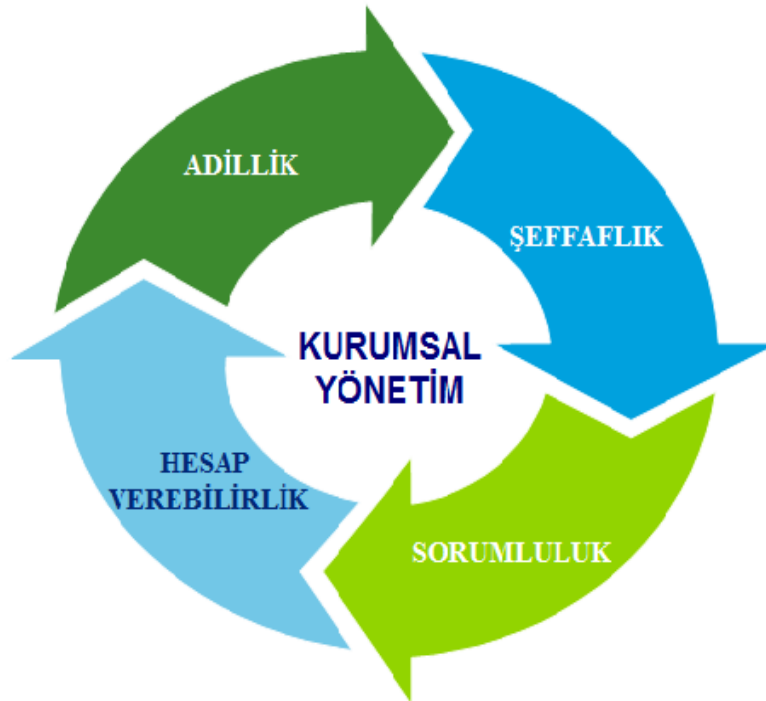 ADİLLİK
ŞEFFAFLIK
KURUMSAL
YÖNETİM
HESAP
VEREBİLİRLİK
SORUMLULUK